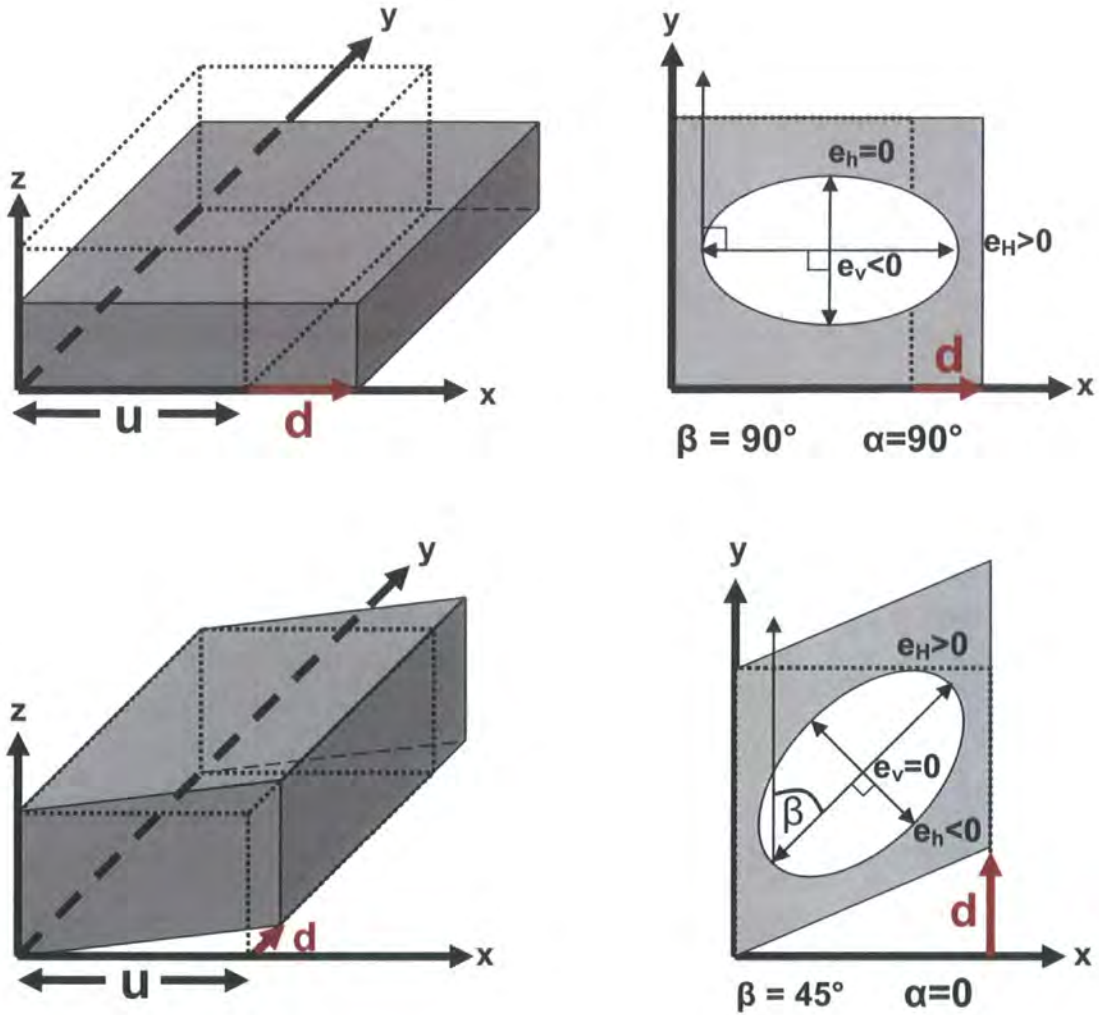 y
z
x
u
d
y
e_h=0
e_H>0
e_v<0
d
x
β = 90° α=90°
y
z
d
x
u
y
e_H>0
e_v=0
β
e_h<0
d
x
β = 45° α=0